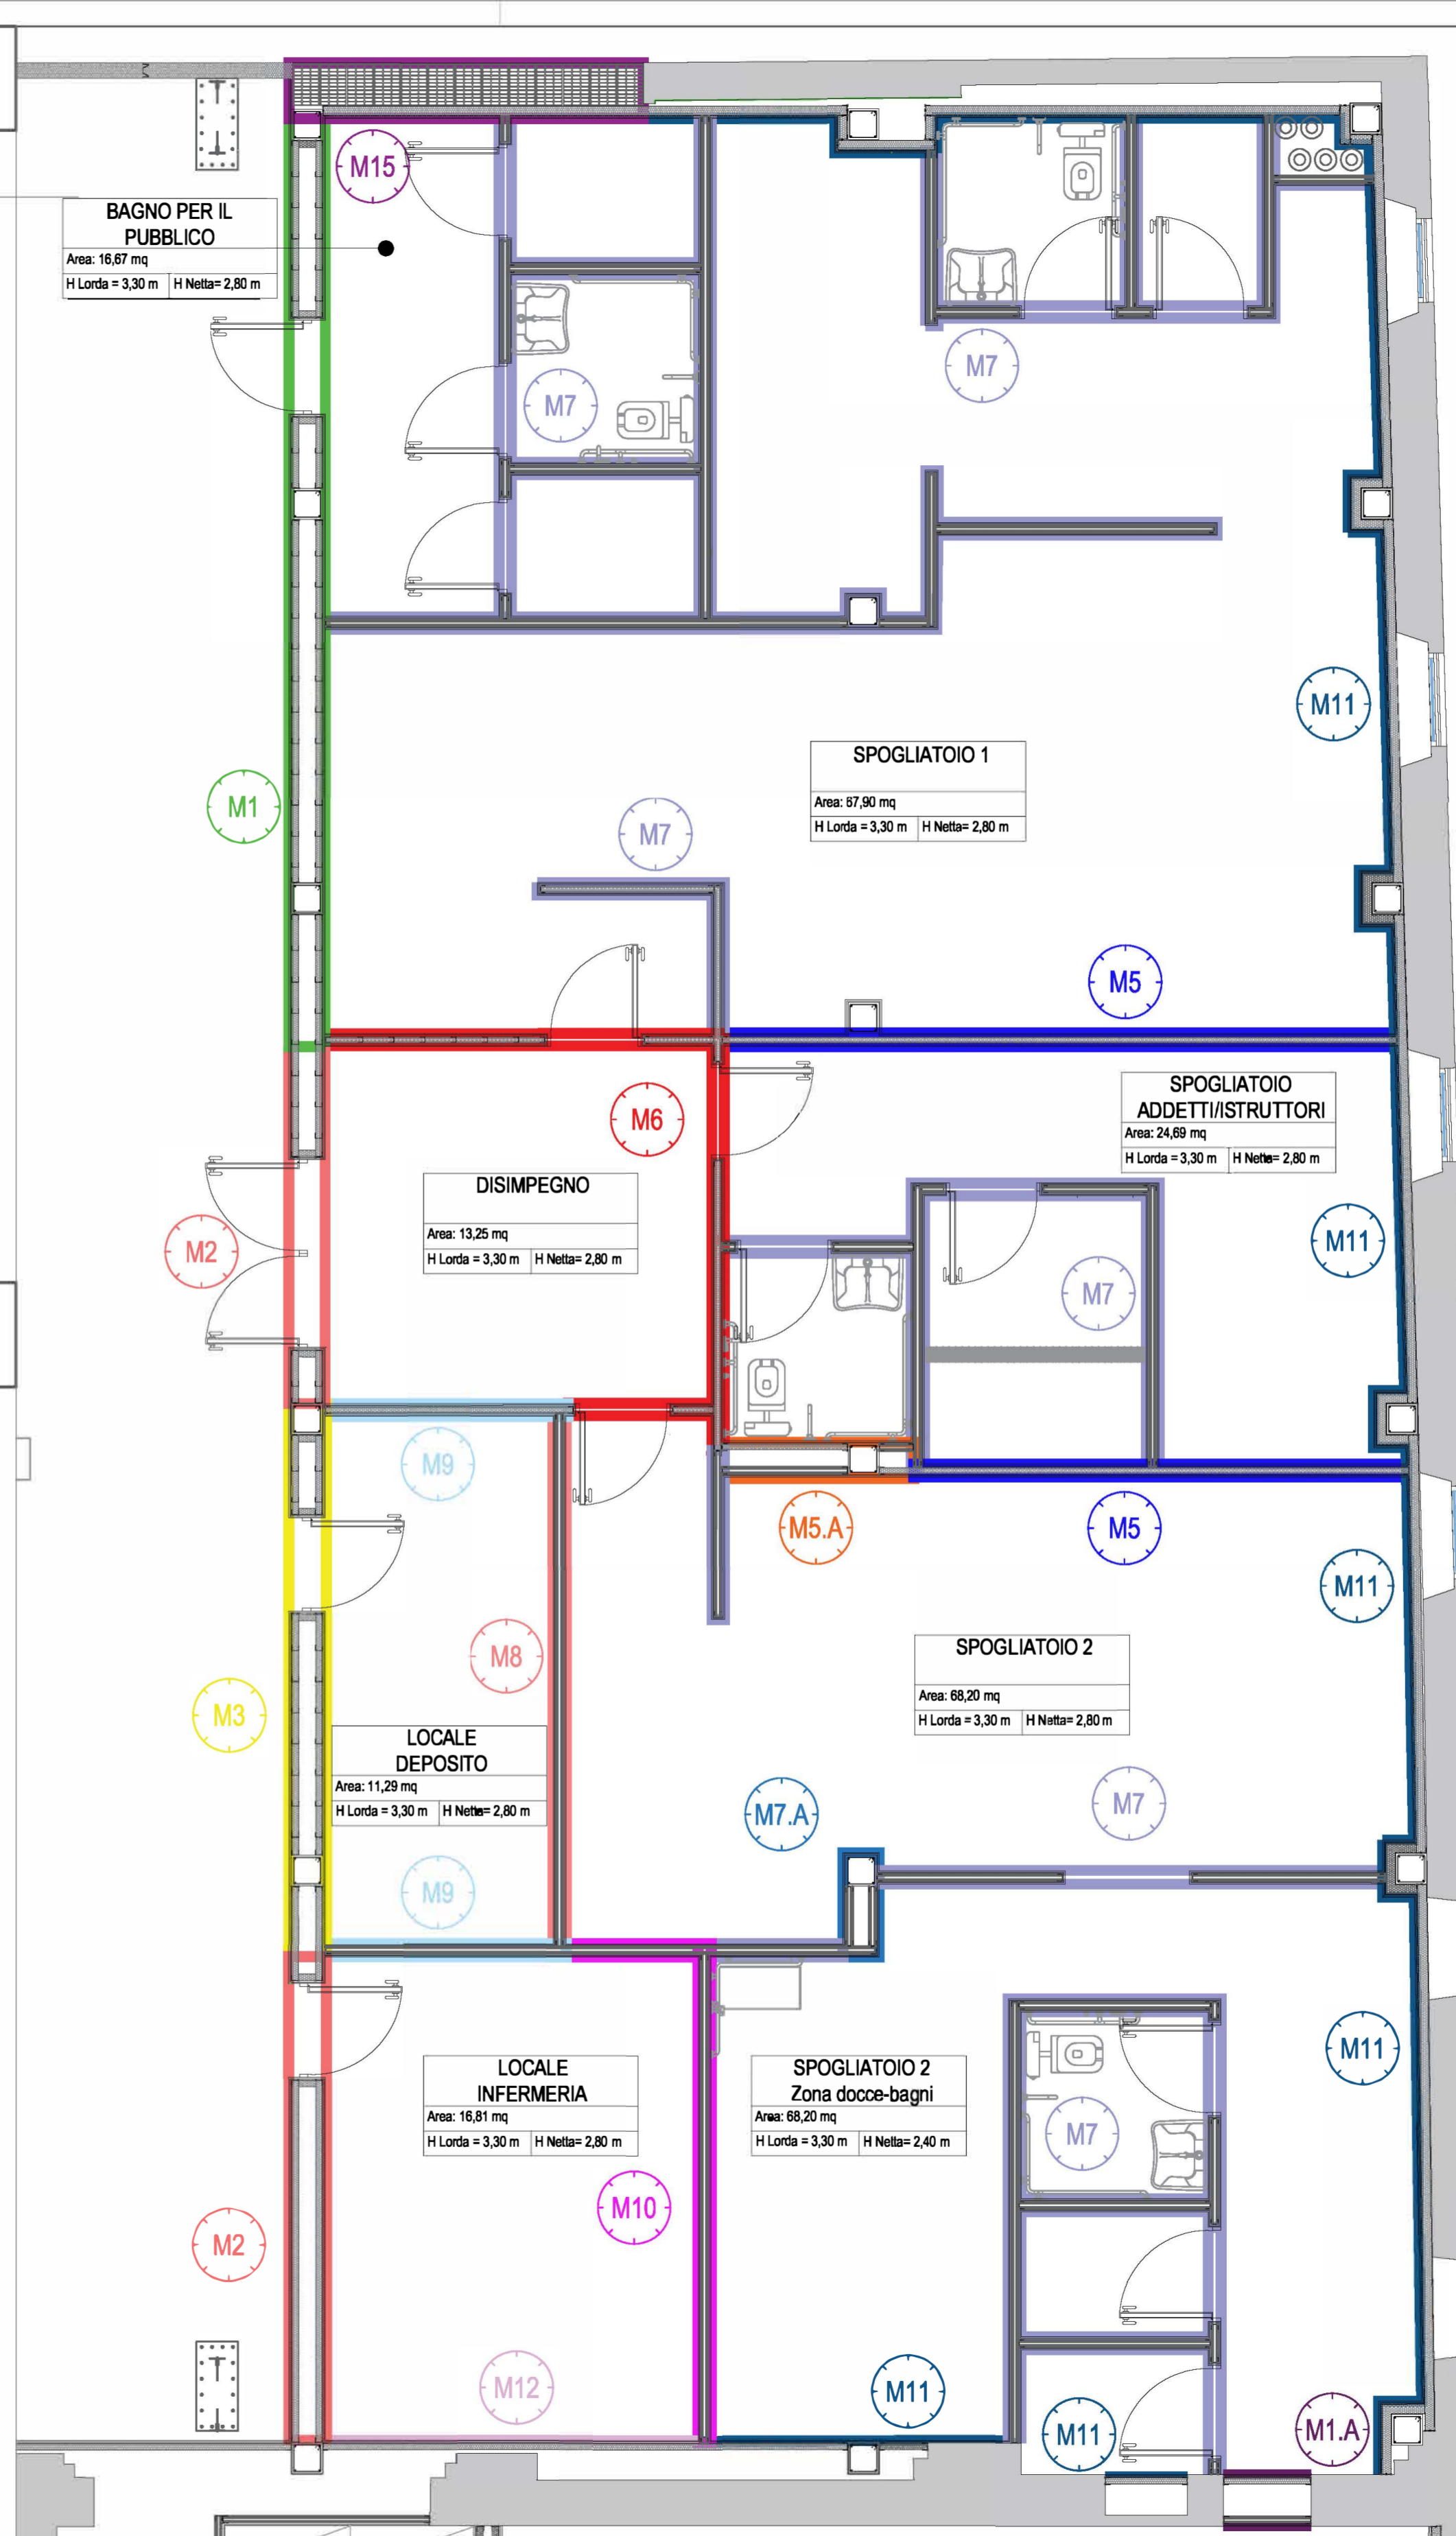 M15
BAGNO PER IL
PUBBLICO
Area: 16,67 mq
H Lorda = 3,30 m H Netta= 2,80 m
M7
M7
M11
SPOGLIATOIO 1
Area: 67,90 mq
H Lorda = 3,30 m H Netta= 2,80 m
M1
M7
M5
SPOGLIATOIO
ADDETTI/ISTRUTTORI
Area: 24,69 mq
H Lorda = 3,30 m H Netta= 2,80 m
M6
DISIMPEGNO
Area: 13,25 mq
H Lorda = 3,30 m H Netta= 2,80 m
M2
M11
M7
M9
M5.A
M5
M11
M8
SPOGLIATOIO 2
Area: 68,20 mq
H Lorda = 3,30 m H Netta= 2,80 m
M3
LOCALE
DEPOSITO
Area: 11,29 mq
H Lorda = 3,30 m H Netta= 2,80 m
M7.A
M7
M9
M11
LOCALE
INFERMERIA
Area: 16,81 mq
H Lorda = 3,30 m H Netta= 2,80 m
SPOGLIATOIO 2
Zona docce-bagni
Area: 68,20 mq
H Lorda = 3,30 m H Netta= 2,40 m
M7
M10
M2
M12
M11
M11
M1.A